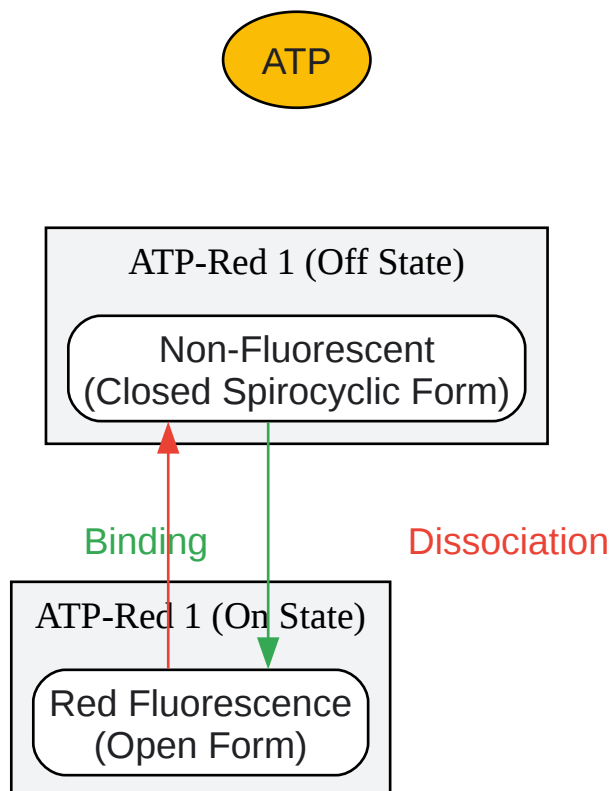 ATP
ATP-Red 1 (Off State)
Non-Fluorescent
(Closed Spirocyclic Form)
Binding
Dissociation
ATP-Red 1 (On State)
Red Fluorescence
(Open Form)